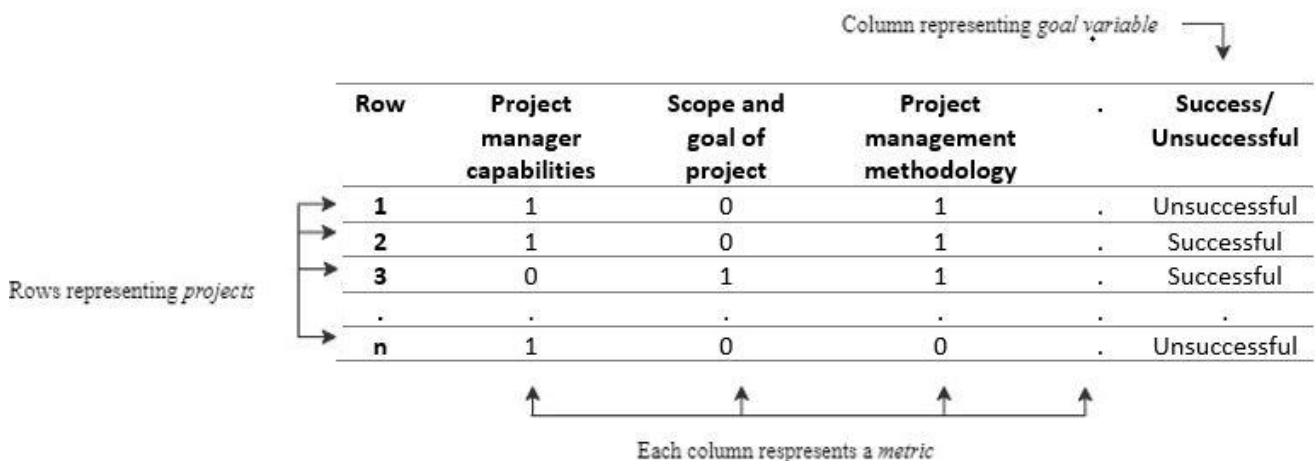 Column representing goal variable
Row Project manager capabilities Scope and goal of project Project management methodology . Success/ Unsuccessful
1 1 0 1 . Unsuccessful
2 1 0 1 . Successful
3 0 1 1 . Successful
Rows representing projects
. . . . . .
n 1 0 0 . Unsuccessful
Each column respresents a metric